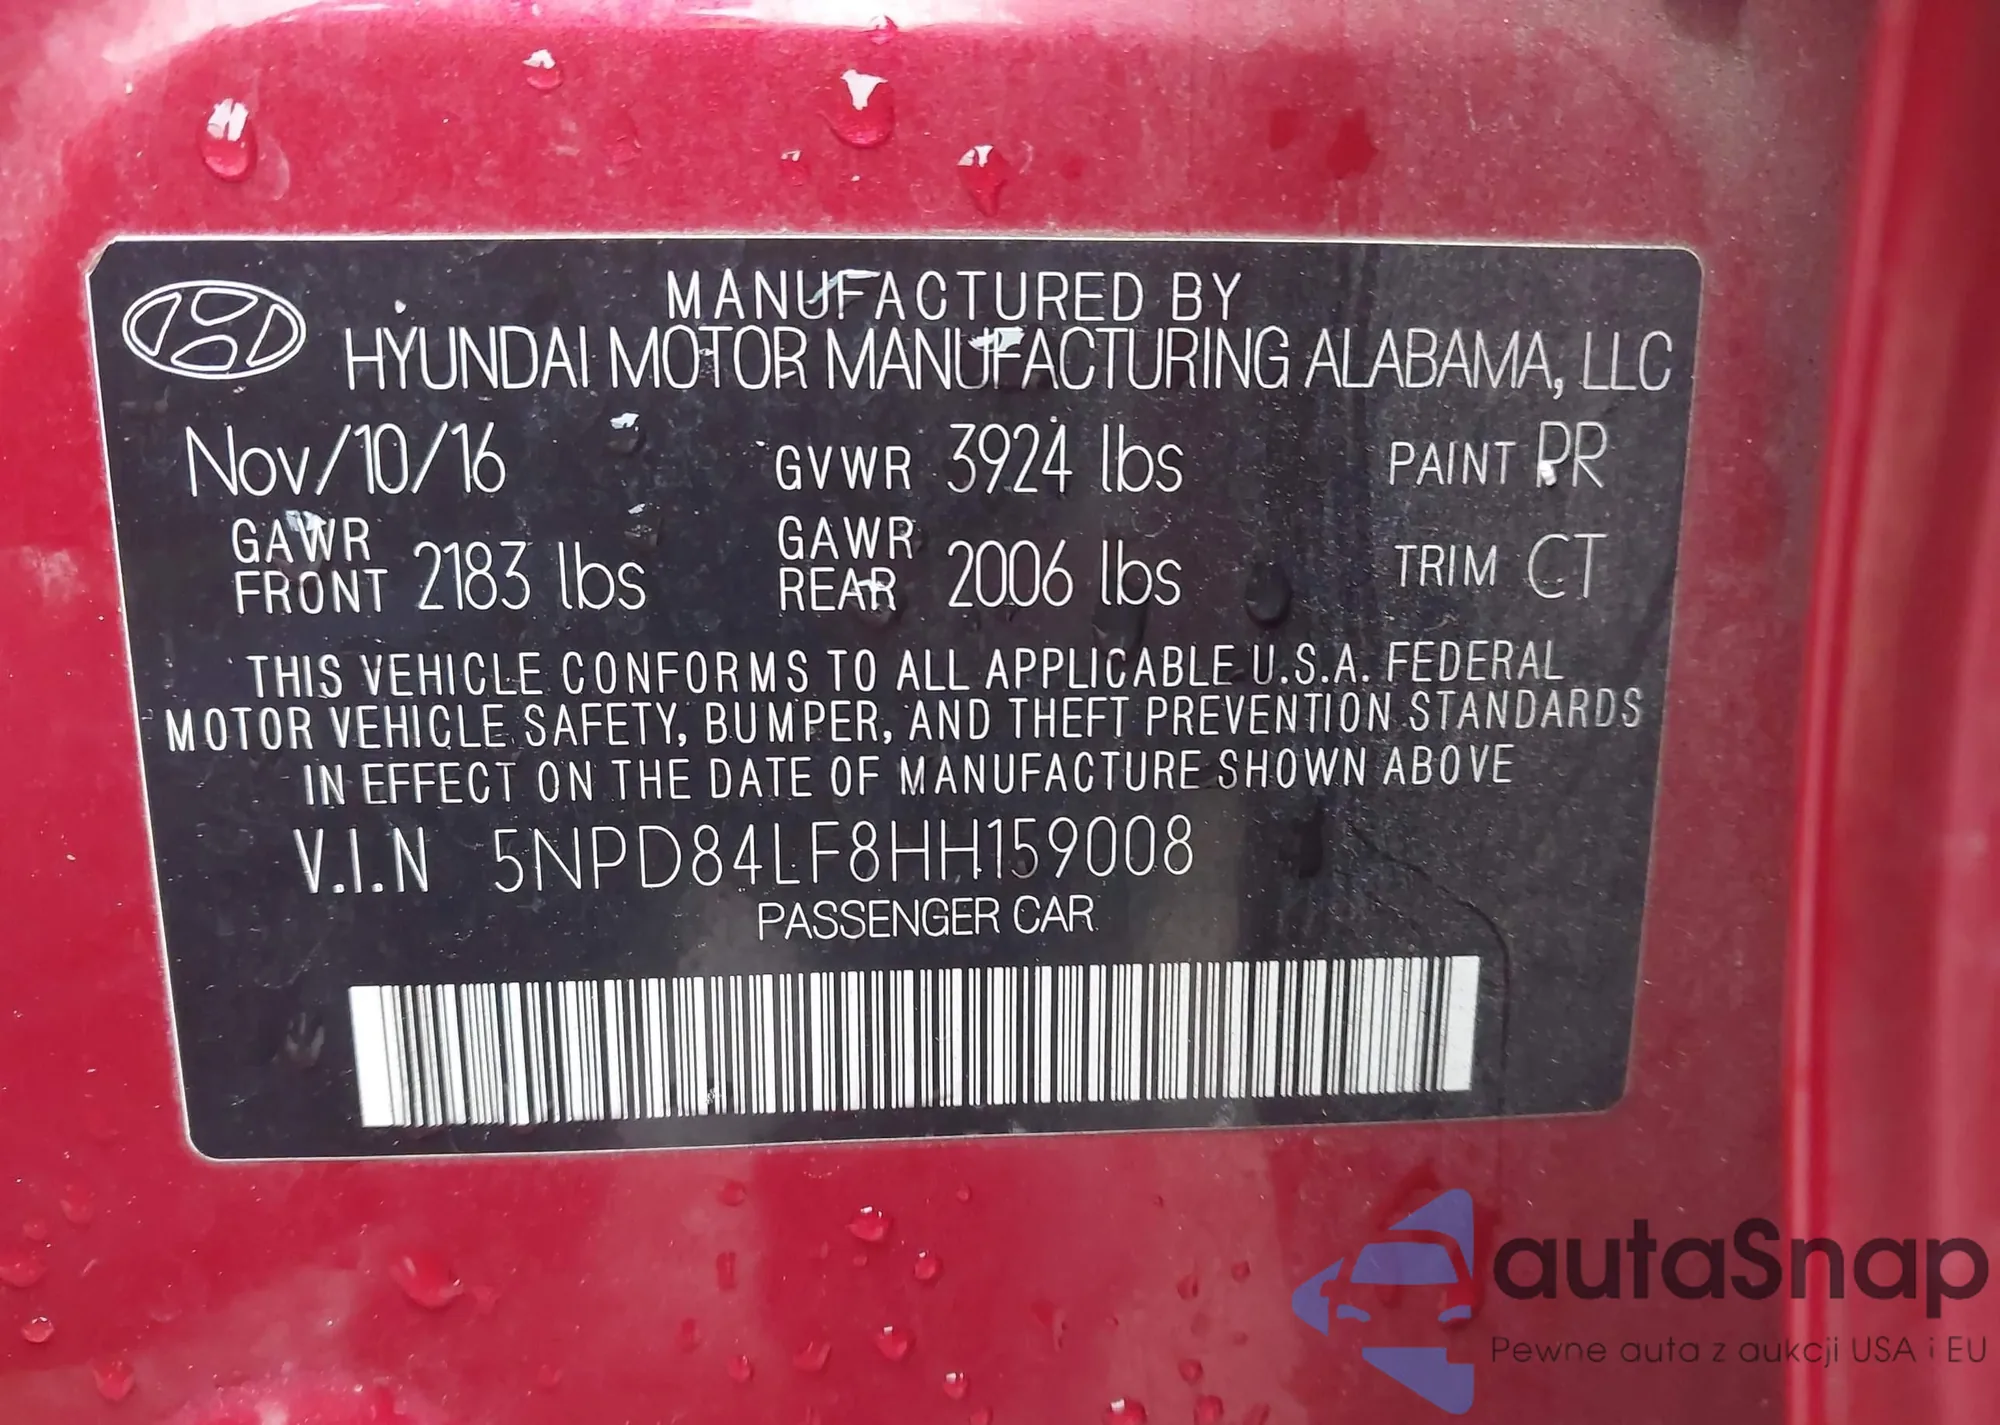 MANUFACTURED BY
HYUNDAI MOTOR MANUFACTURING ALABAMA, LLC
Nov/10/16 GVWR 3924 lbs PAINT PR
GAWR FRONT 2183 lbs GAWR REAR 2006 lbs TRIM CT
THIS VEHICLE CONFORMS TO ALL APPLICABLE U.S.A. FEDERAL
MOTOR VEHICLE SAFETY, BUMPER, AND THEFT PREVENTION STANDARDS
IN EFFECT ON THE DATE OF MANUFACTURE SHOWN ABOVE
V.I.N 5NPD84LF8HH159008
PASSENGER CAR
autaSnap
Pewne auta z aukcji USA i EU